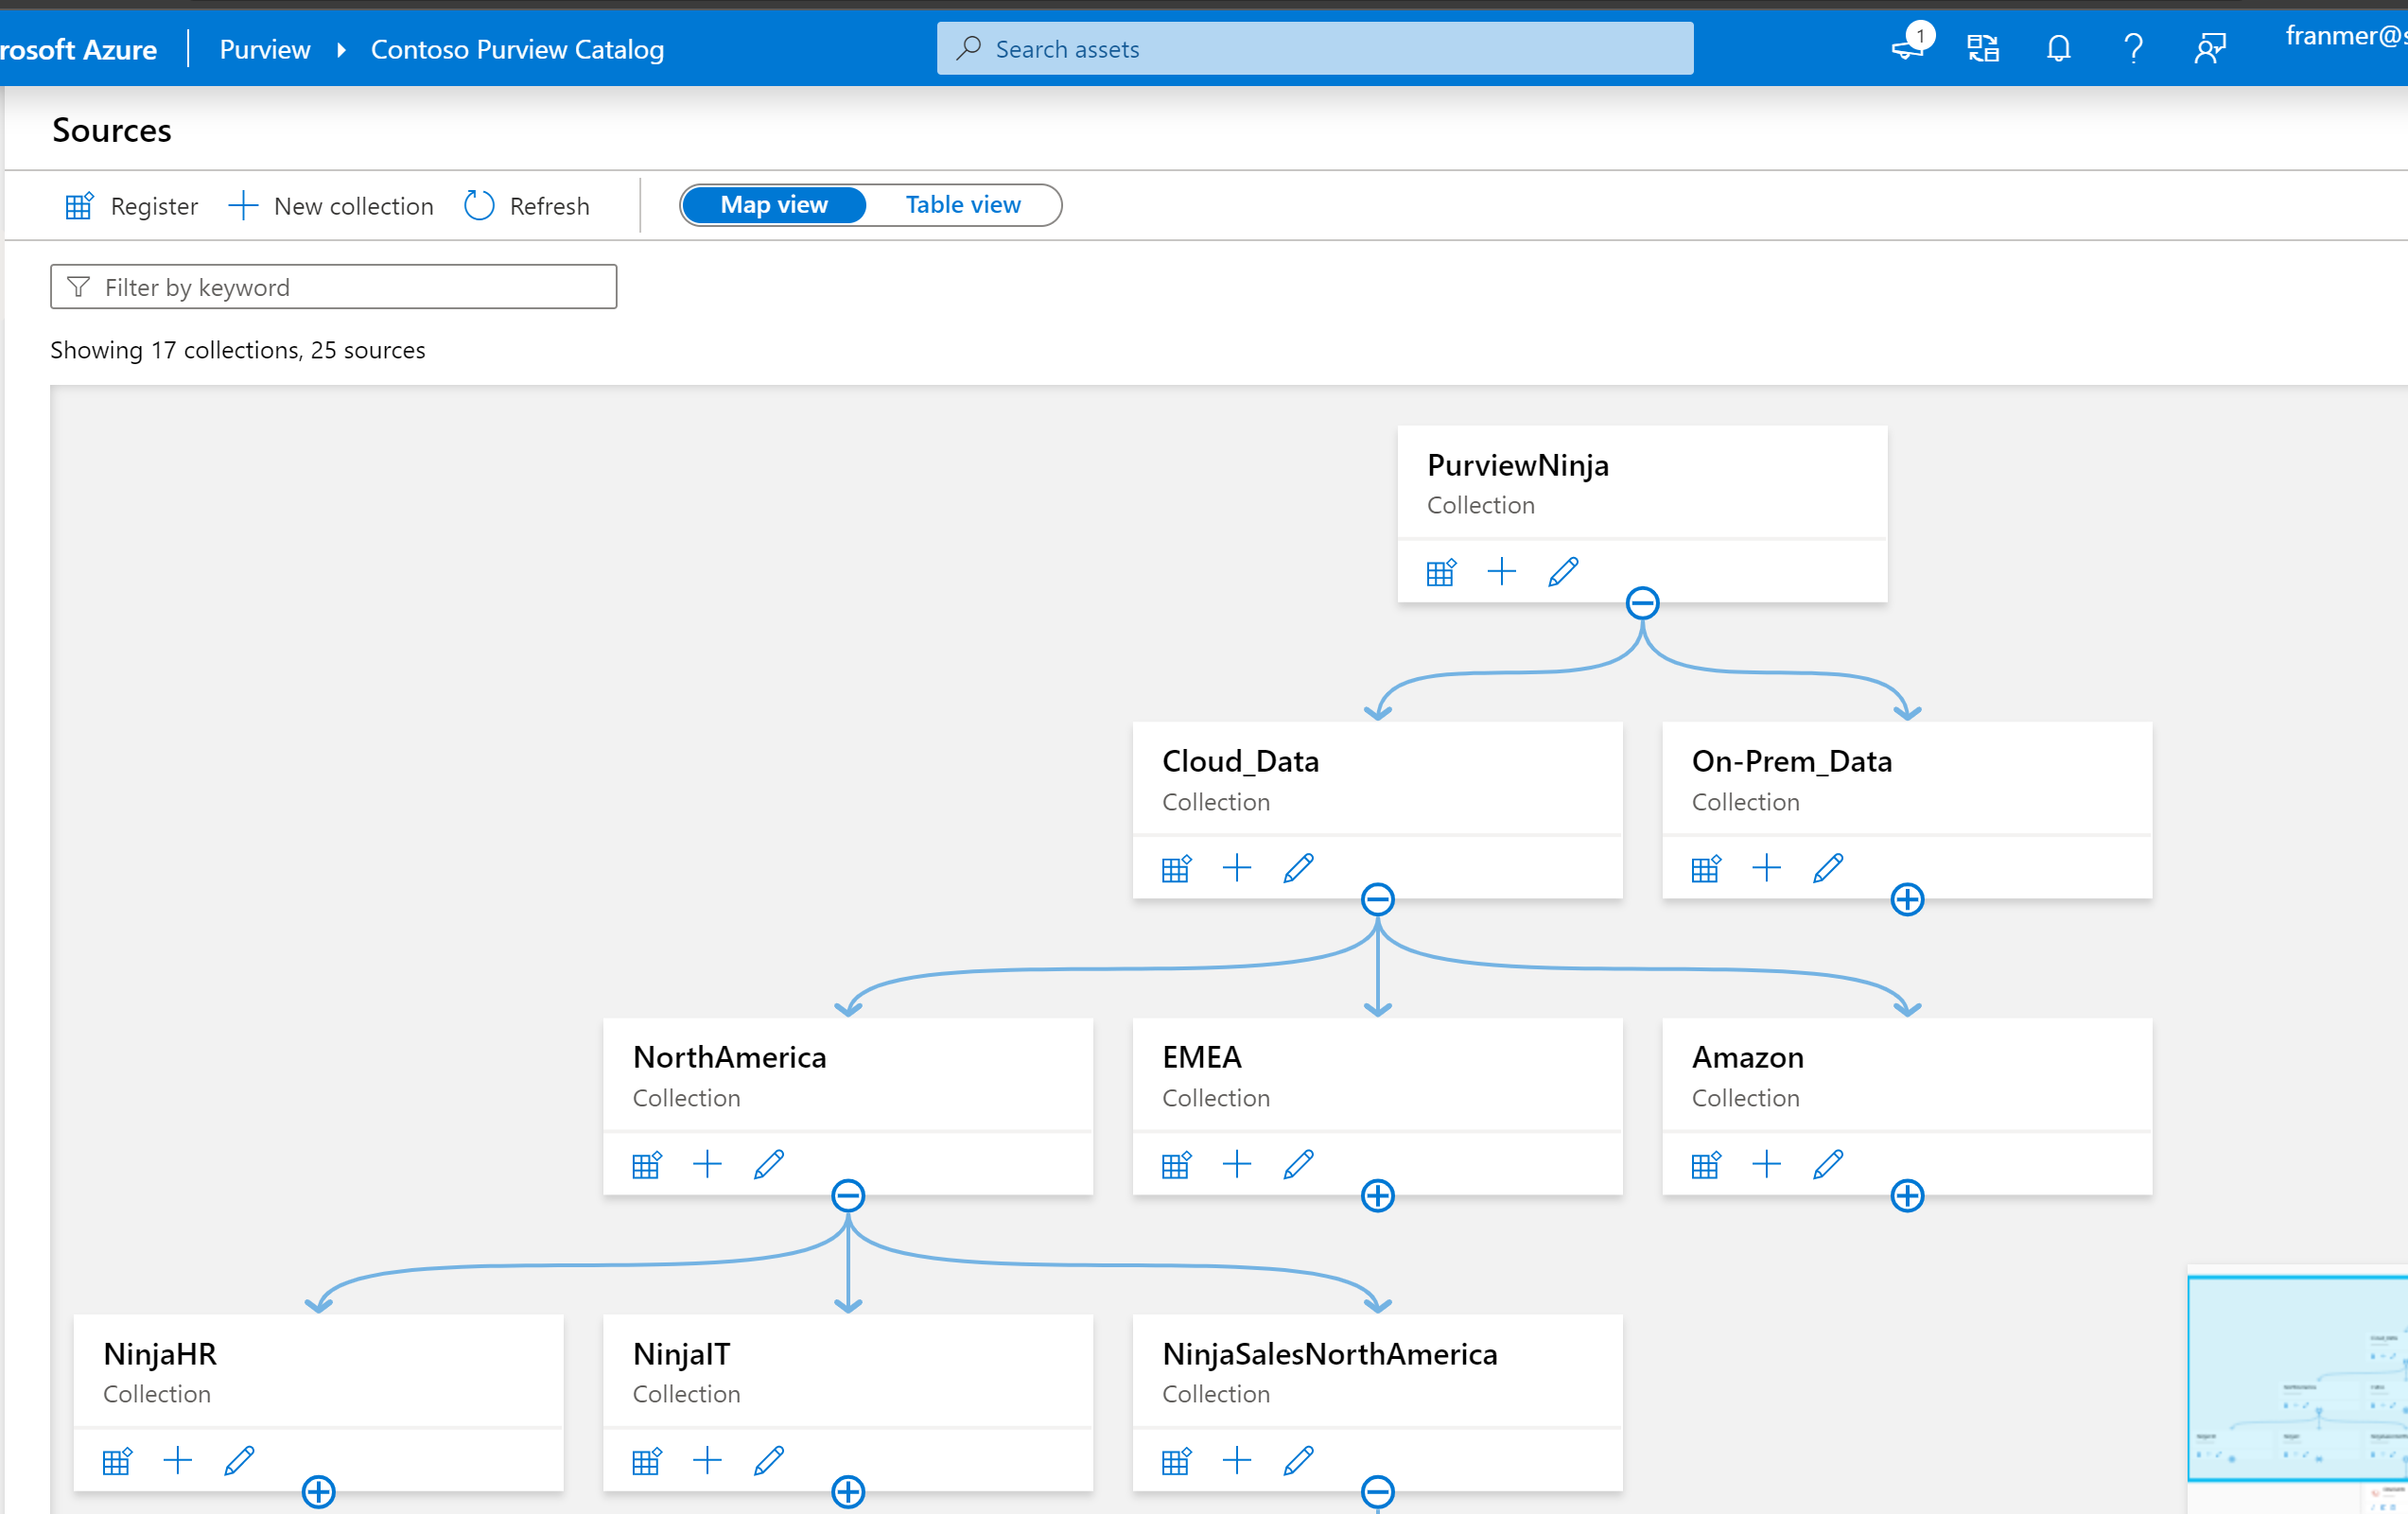 rosoft Azure Purview Contoso Purview Catalog Search assets 1 franmer@s
Sources
Register New collection Refresh Map view Table view
Filter by keyword
Showing 17 collections, 25 sources
PurviewNinja
Collection
Cloud_Data On-Prem_Data
Collection Collection
NorthAmerica EMEA Amazon
Collection Collection Collection
NinjaHR NinjaIT NinjaSalesNorthAmerica
Collection Collection Collection